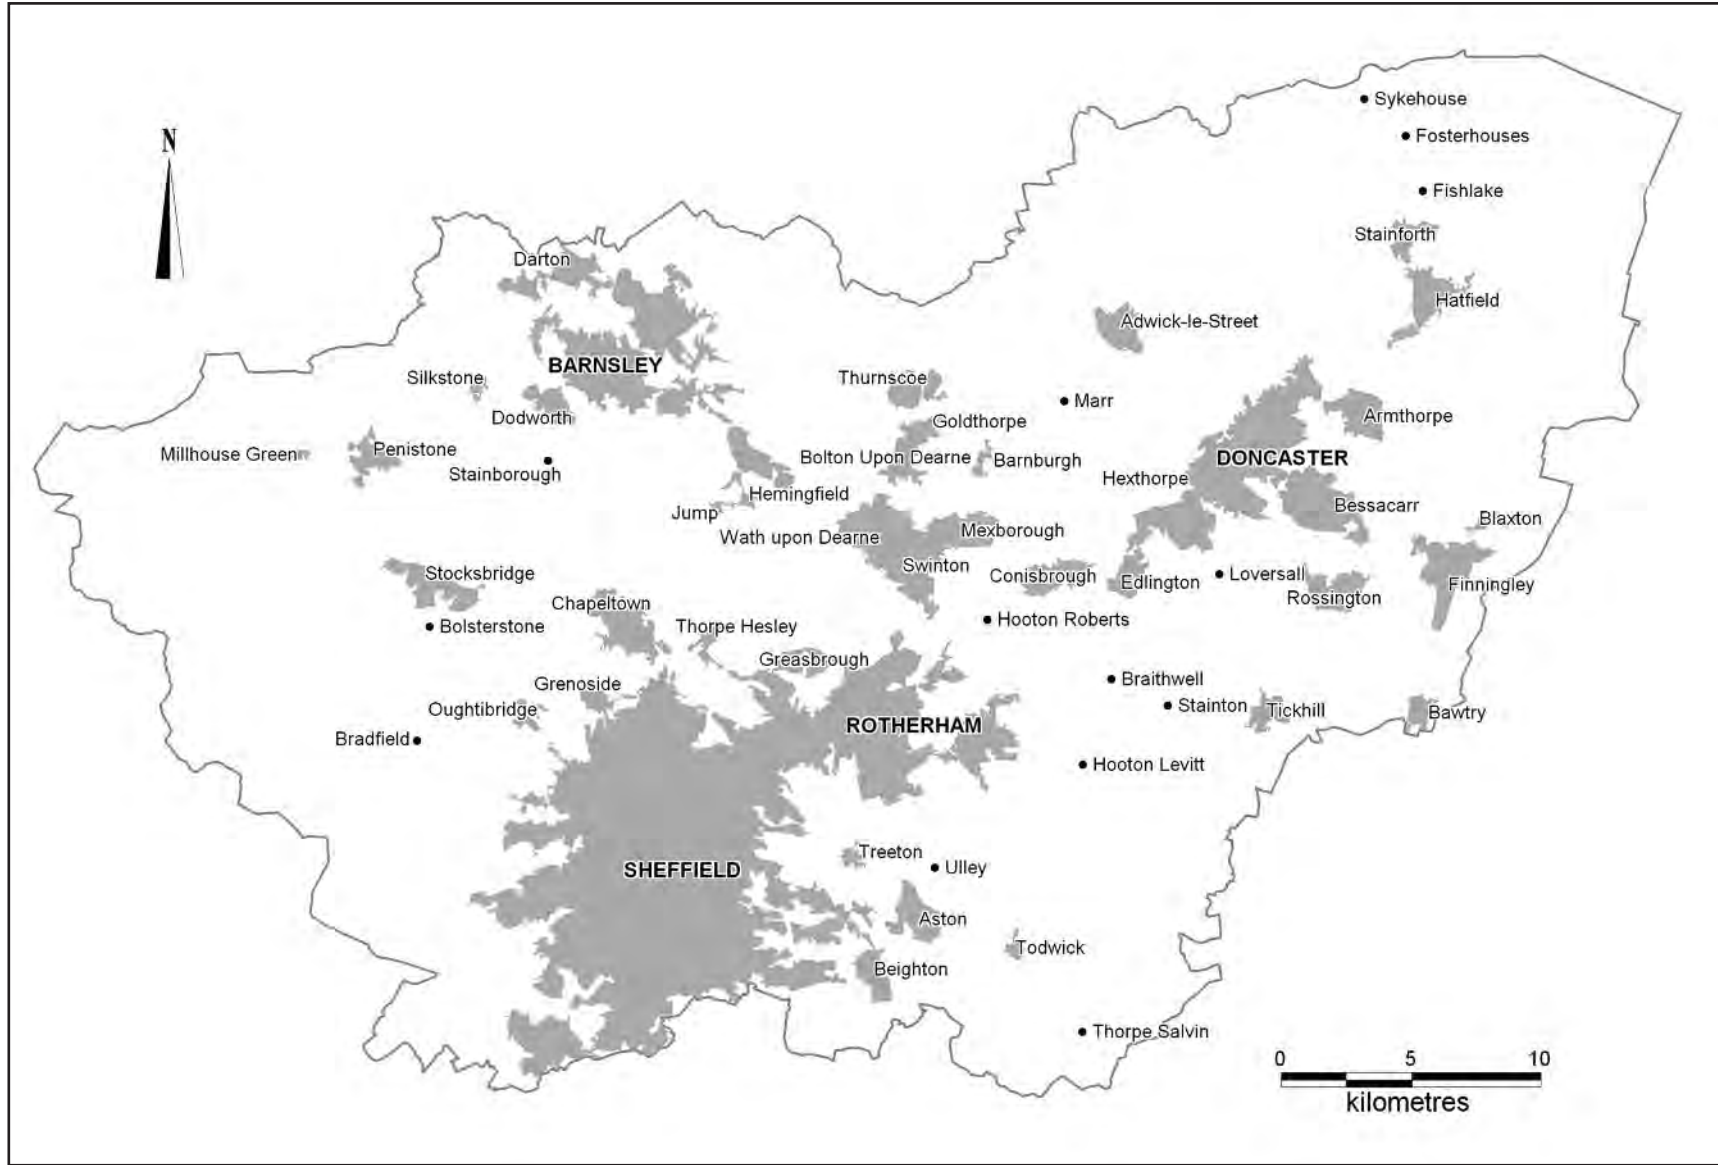 Sykehouse
N
Fosterhouses
Fishlake
Stainforth
Darton
Hatfield
Adwick-le-Street
BARNSLEY
Silkstone
Thurnscoe
Marr
Dodworth
Goldthorpe
Armthorpe
Millhouse Green
Penistone
Stainborough
Bolton Upon Dearne
Barnburgh
DONCASTER
Hexthorpe
Hemingfield
Jump
Bessacarr
Blaxton
Wath upon Dearne
Mexborough
Swinton
Stocksbridge
Conisbrough
Edlington
Loversall
Rossington
Finningley
Chapeltown
Bolsterstone
Thorpe Hesley
Hooton Roberts
Greasbrough
Grenoside
Braithwell
Oughtibridge
Stainton
Tickhill
Bawtry
ROTHERHAM
Bradfield
Hooton Levitt
Treeton
Ulley
SHEFFIELD
Aston
Todwick
Beighton
Thorpe Salvin
0 5 10
kilometres